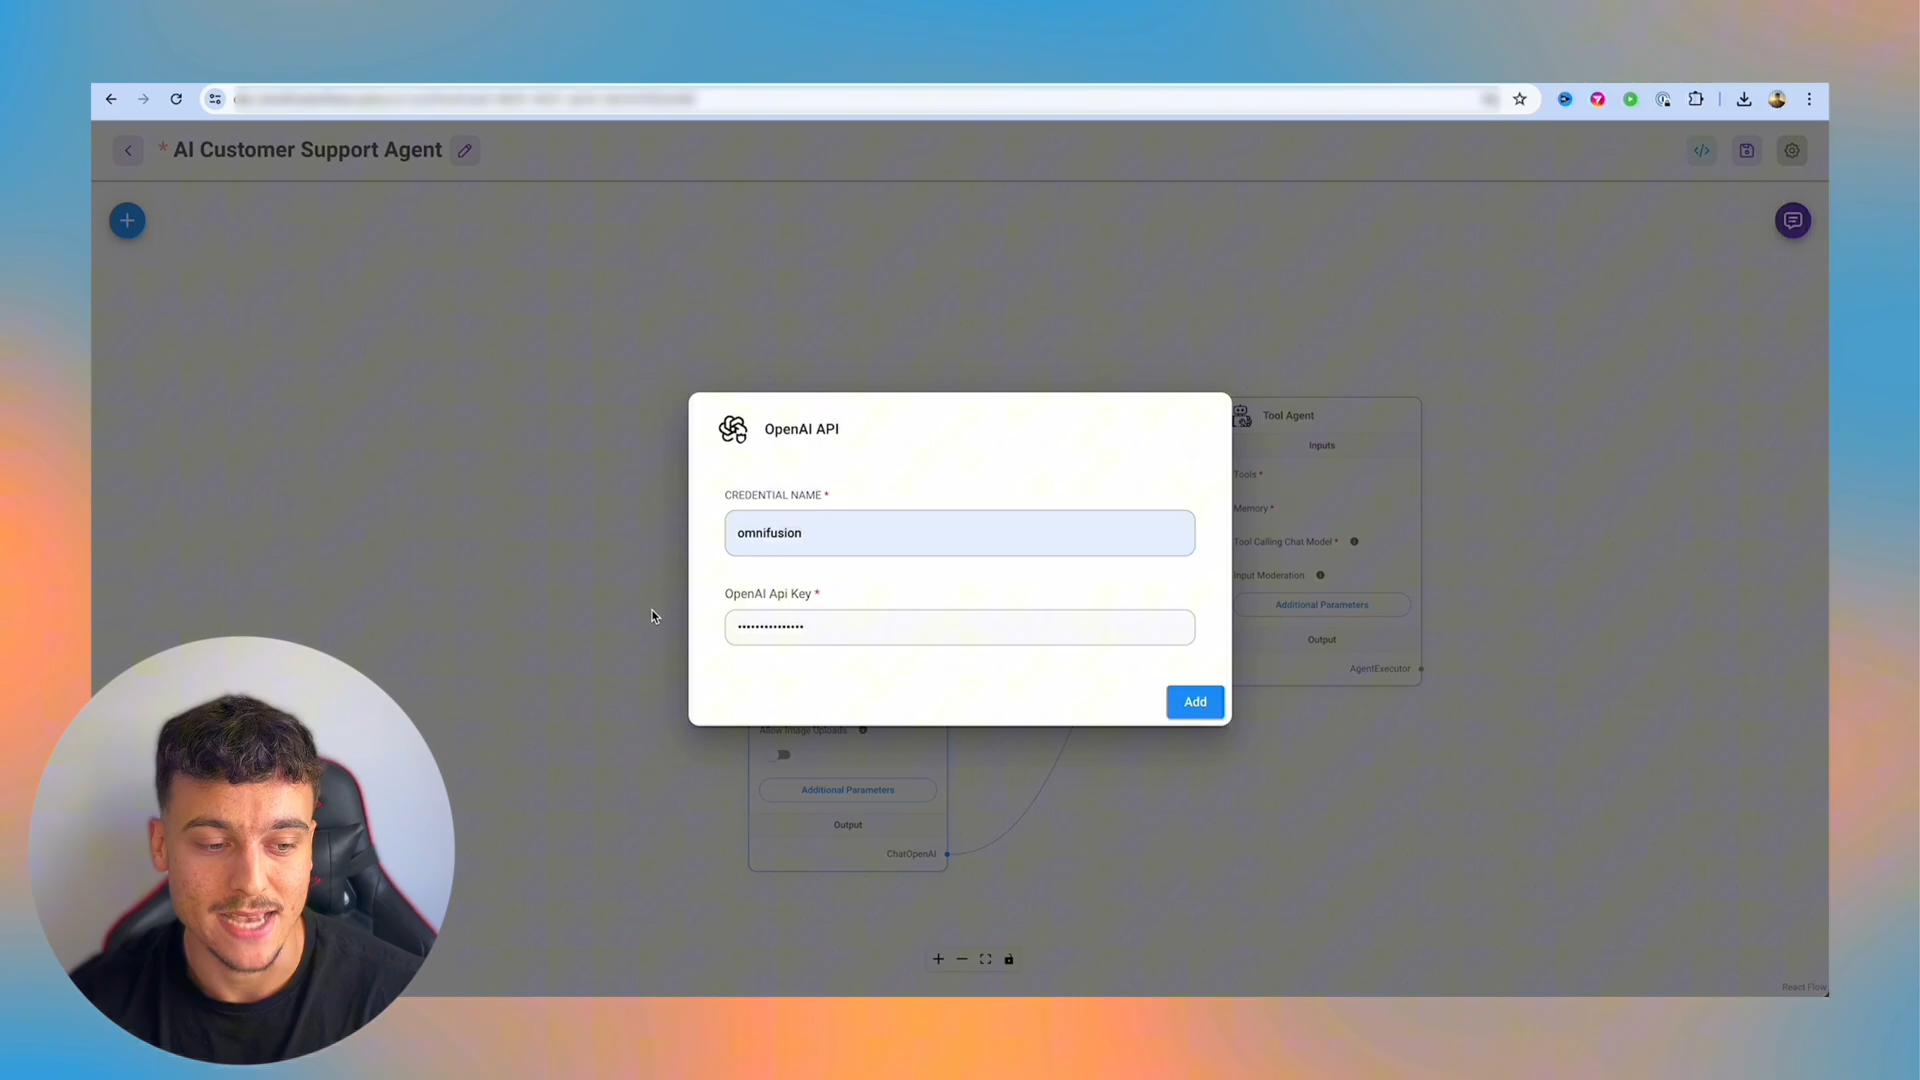 * AI Customer Support Agent
OpenAI API
CREDENTIAL NAME *
omnifusion
OpenAI Api Key *
•••••••••••••••
Add
Tool Agent
Inputs
Tools *
Memory *
Tool Calling Chat Model *
Input Moderation
Additional Parameters
Output
AgentExecutor
Allow Image Uploads
Additional Parameters
Output
ChatOpenAI
React Flow